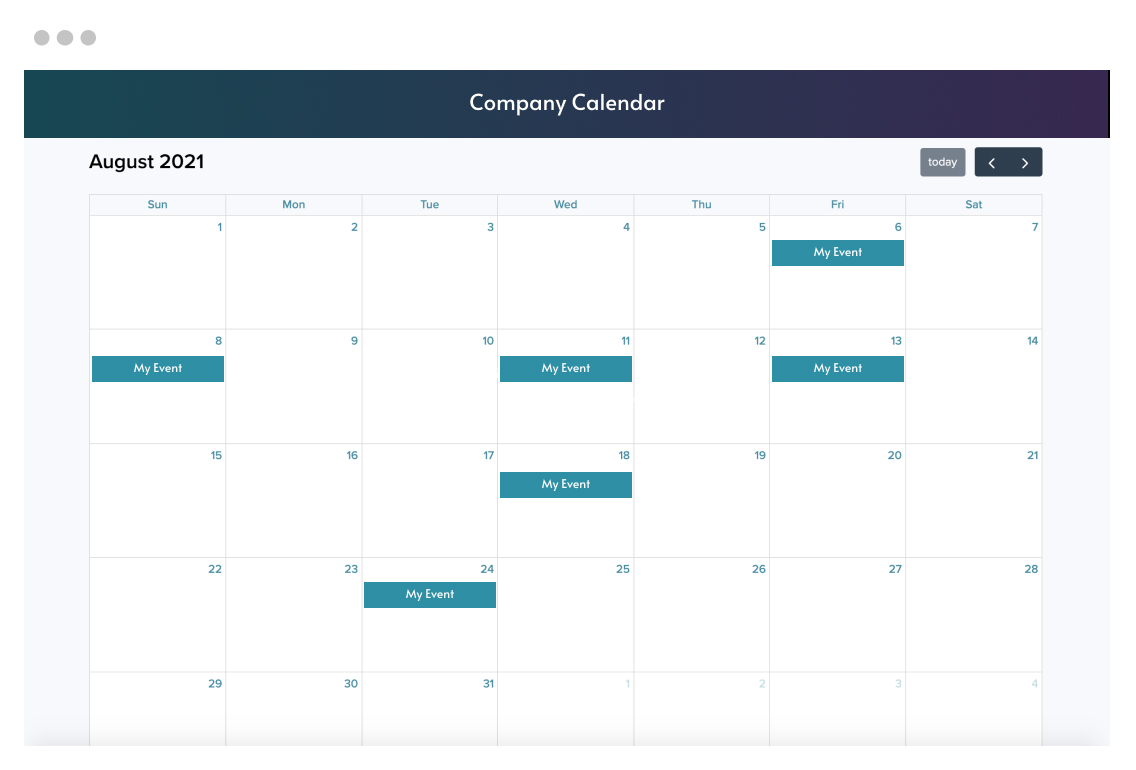 Company Calendar
August 2021
today
Sun Mon Tue Wed Thu Fri Sat
1 2 3 4 5 6 7
My Event
8 9 10 11 12 13 14
My Event My Event My Event
15 16 17 18 19 20 21
My Event
22 23 24 25 26 27 28
My Event
29 30 31 1 2 3 4